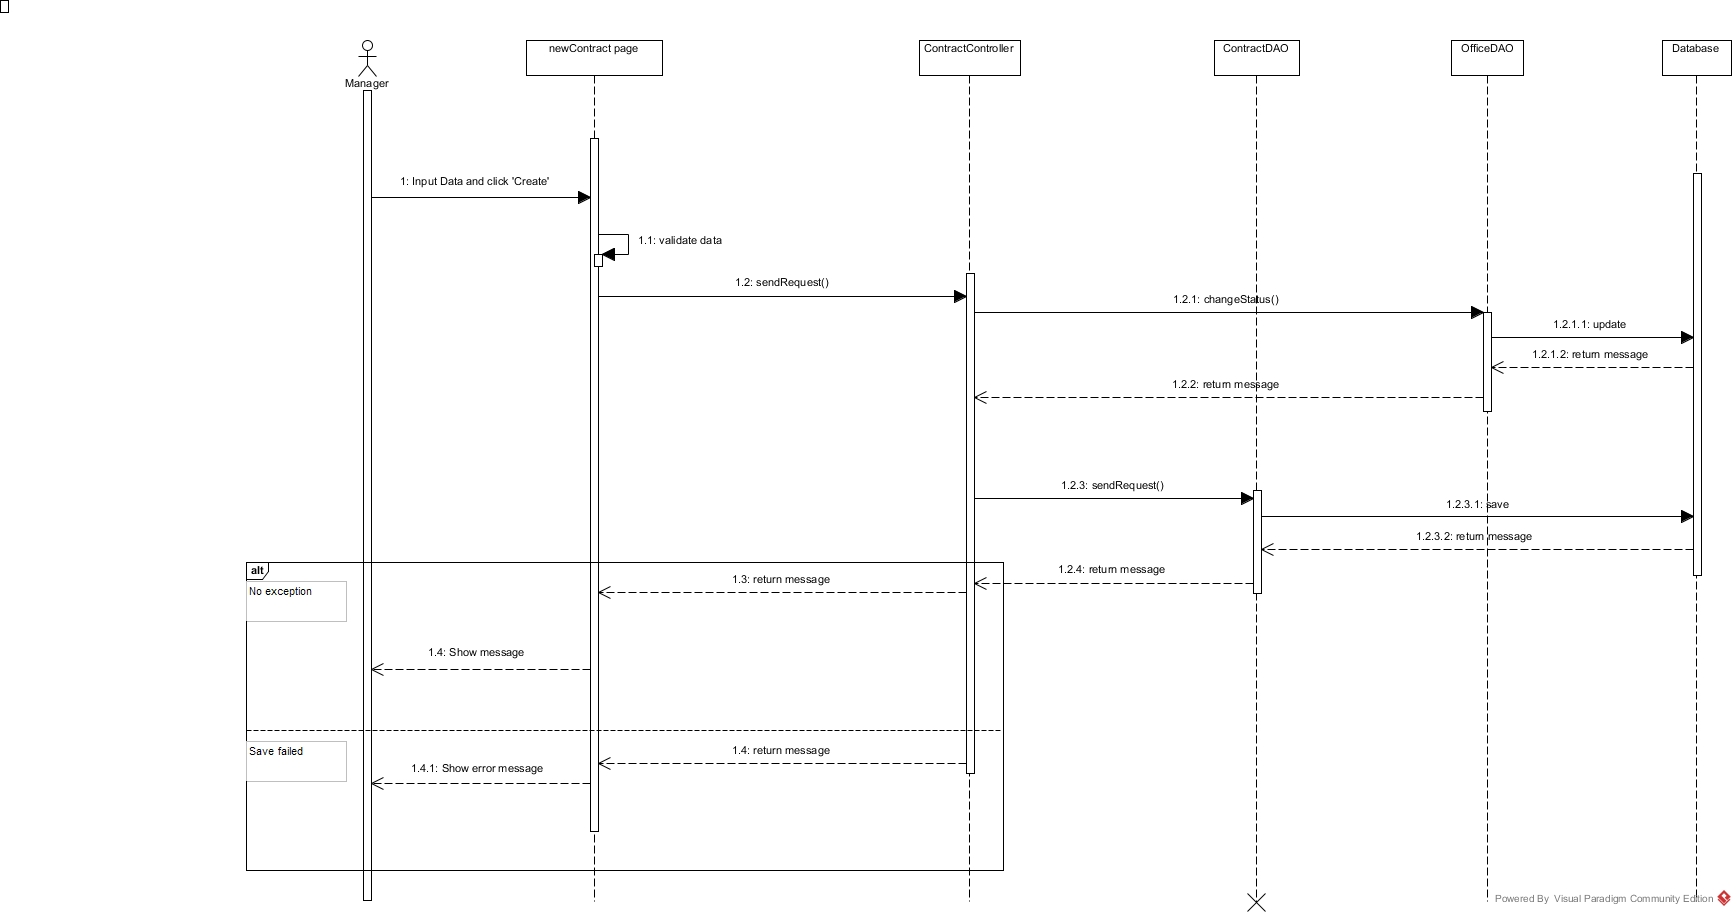 newContract page
ContractController
ContractDAO
OfficeDAO
Database
Manager
1: Input Data and click 'Create'
1.1: validate data
1.2: sendRequest()
1.2.1: changeStatus()
1.2.1.1: update
1.2.1.2: return message
1.2.2: return message
1.2.3: sendRequest()
1.2.3.1: save
1.2.3.2: return message
1.2.4: return message
alt
No exception
1.3: return message
1.4: Show message
Save failed
1.4: return message
1.4.1: Show error message
Powered By Visual Paradigm Community Edition